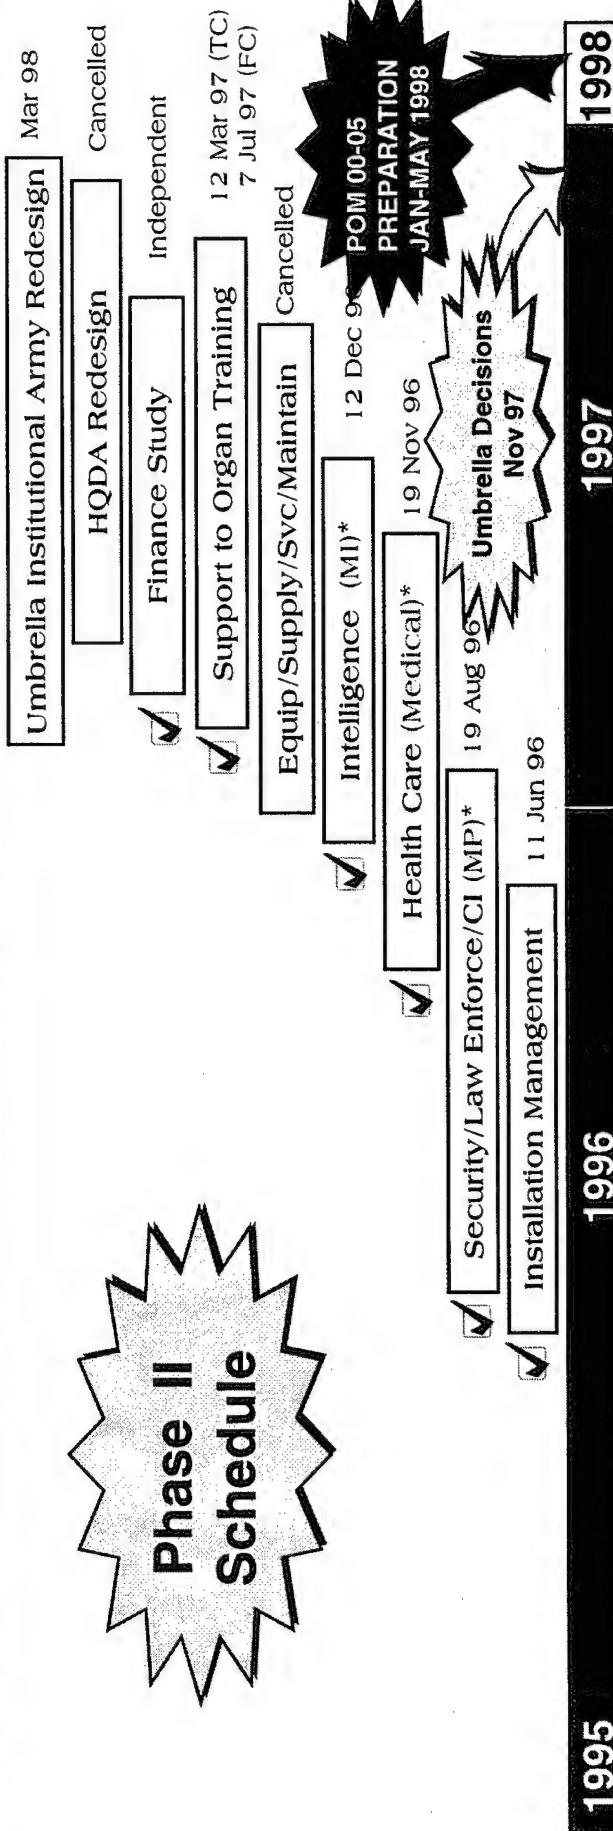 Phase II
Schedule
Umbrella Institutional Army Redesign
Mar 98
HQDA Redesign
Cancelled
Finance Study
Independent
Support to Organ Training
12 Mar 97 (TC)
7 Jul 97 (FC)
Equip/Supply/Svc/Maintain
Cancelled
Intelligence (MI)*
12 Dec 96
Health Care (Medical)*
19 Nov 96
Security/Law Enforce/CI (MP)*
19 Aug 96
Installation Management
11 Jun 96
POM 00-05
PREPARATION
JAN-MAY 1998
Umbrella Decisions
Nov 97
1995
1996
1997
1998